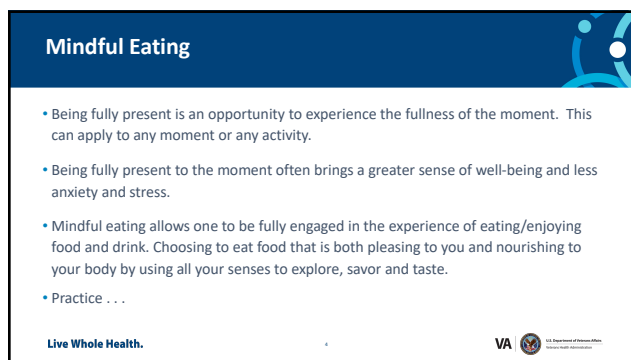 Mindful Eating
• Being fully present is an opportunity to experience the fullness of the moment.  This
can apply to any moment or any activity.
• Being fully present to the moment often brings a greater sense of well-being and less
anxiety and stress.
• Mindful eating allows one to be fully engaged in the experience of eating/enjoying
food and drink. Choosing to eat food that is both pleasing to you and nourishing to
your body by using all your senses to explore, savor and taste.
• Practice . . .
Live Whole Health.
4
VA
U.S. Department of Veterans Affairs
Veterans Health Administration